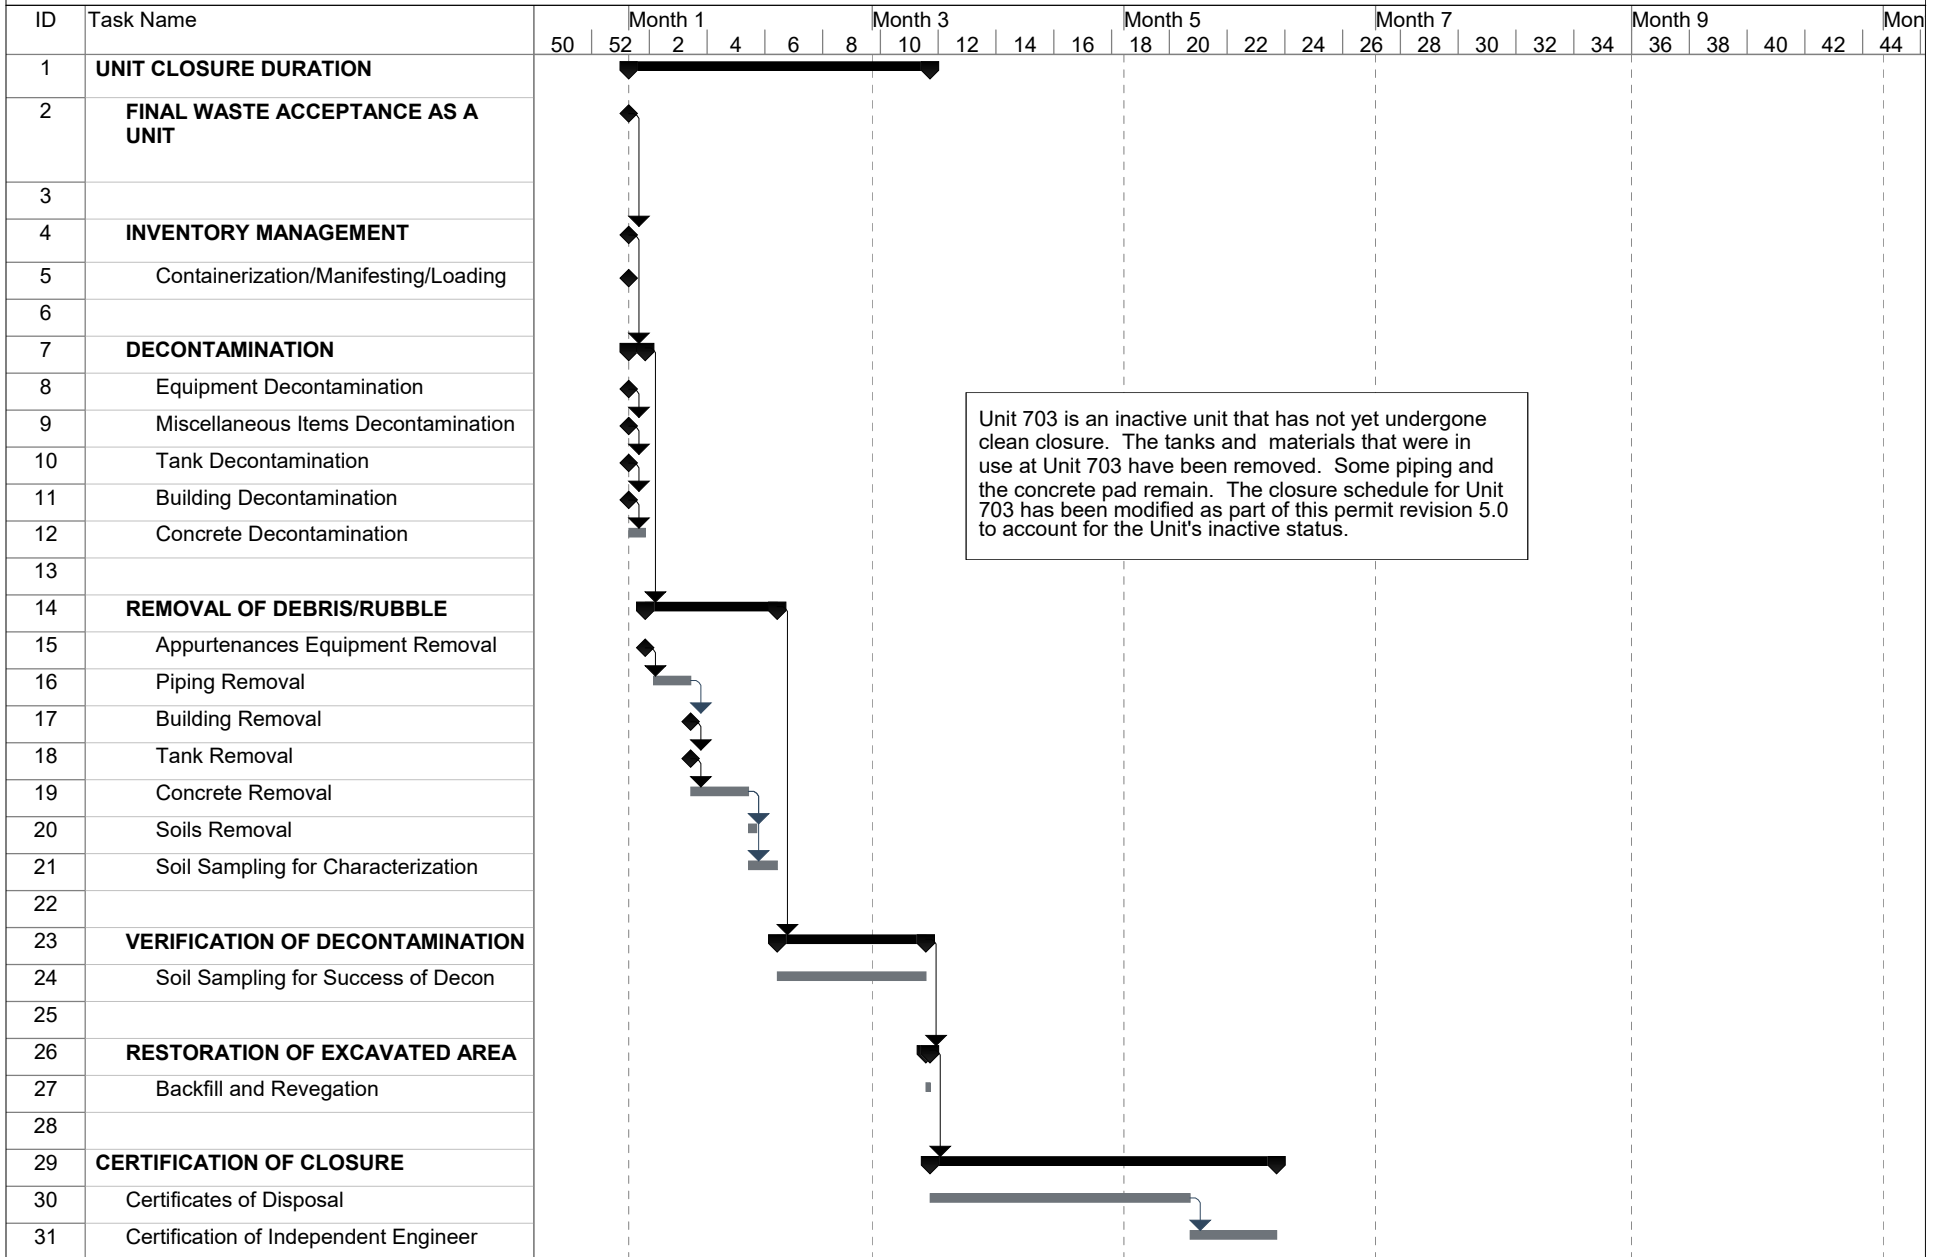 ID Task Name Month 1 Month 3 Month 5 Month 7 Month 9 Mon
50 52 2 4 6 8 10 12 14 16 18 20 22 24 26 28 30 32 34 36 38 40 42 44
1 UNIT CLOSURE DURATION
2 FINAL WASTE ACCEPTANCE AS A
UNIT
3
4 INVENTORY MANAGEMENT
5 Containerization/Manifesting/Loading
6
7 DECONTAMINATION
8 Equipment Decontamination
9 Miscellaneous Items Decontamination
10 Tank Decontamination
11 Building Decontamination
12 Concrete Decontamination
13
14 REMOVAL OF DEBRIS/RUBBLE
15 Appurtenances Equipment Removal
16 Piping Removal
17 Building Removal
18 Tank Removal
19 Concrete Removal
20 Soils Removal
21 Soil Sampling for Characterization
22
23 VERIFICATION OF DECONTAMINATION
24 Soil Sampling for Success of Decon
25
26 RESTORATION OF EXCAVATED AREA
27 Backfill and Revegation
28
29 CERTIFICATION OF CLOSURE
30 Certificates of Disposal
31 Certification of Independent Engineer
Unit 703 is an inactive unit that has not yet undergone
clean closure. The tanks and materials that were in
use at Unit 703 have been removed. Some piping and
the concrete pad remain. The closure schedule for Unit
703 has been modified as part of this permit revision 5.0
to account for the Unit's inactive status.